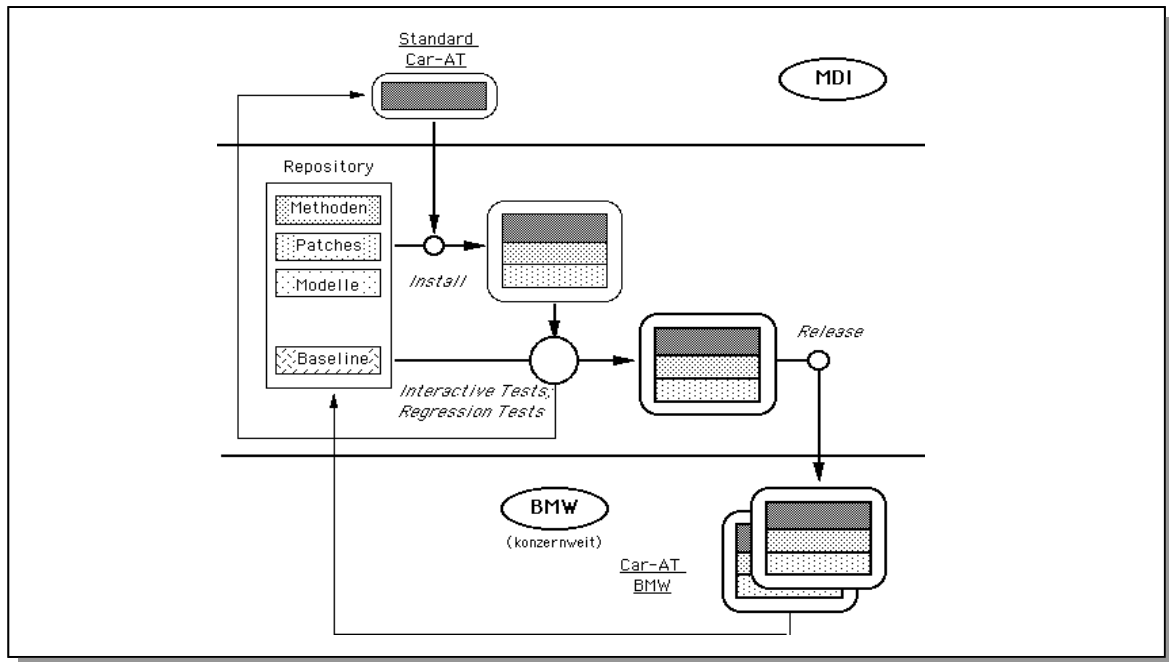 Standard
Car-AT
MDI
Repository
Methoden
Patches
Modelle
Install
Baseline
Release
Interactive Tests,
Regression Tests
BMW
(konzernweit)
Car-AT
BMW